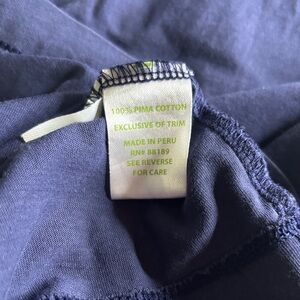 100% PIMA COTTON
EXCLUSIVE OF TRIM
MADE IN PERU
RN# 88189
SEE REVERSE
FOR CARE